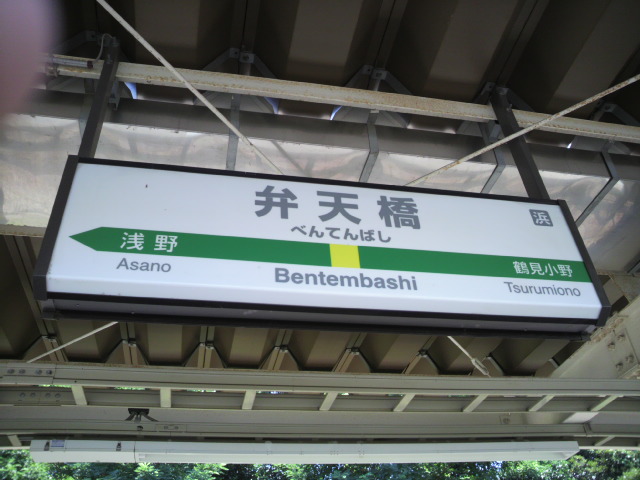 弁天橋
浜
べんてんばし
浅野
鶴見小野
Asano
Bentembashi
Tsurumiono